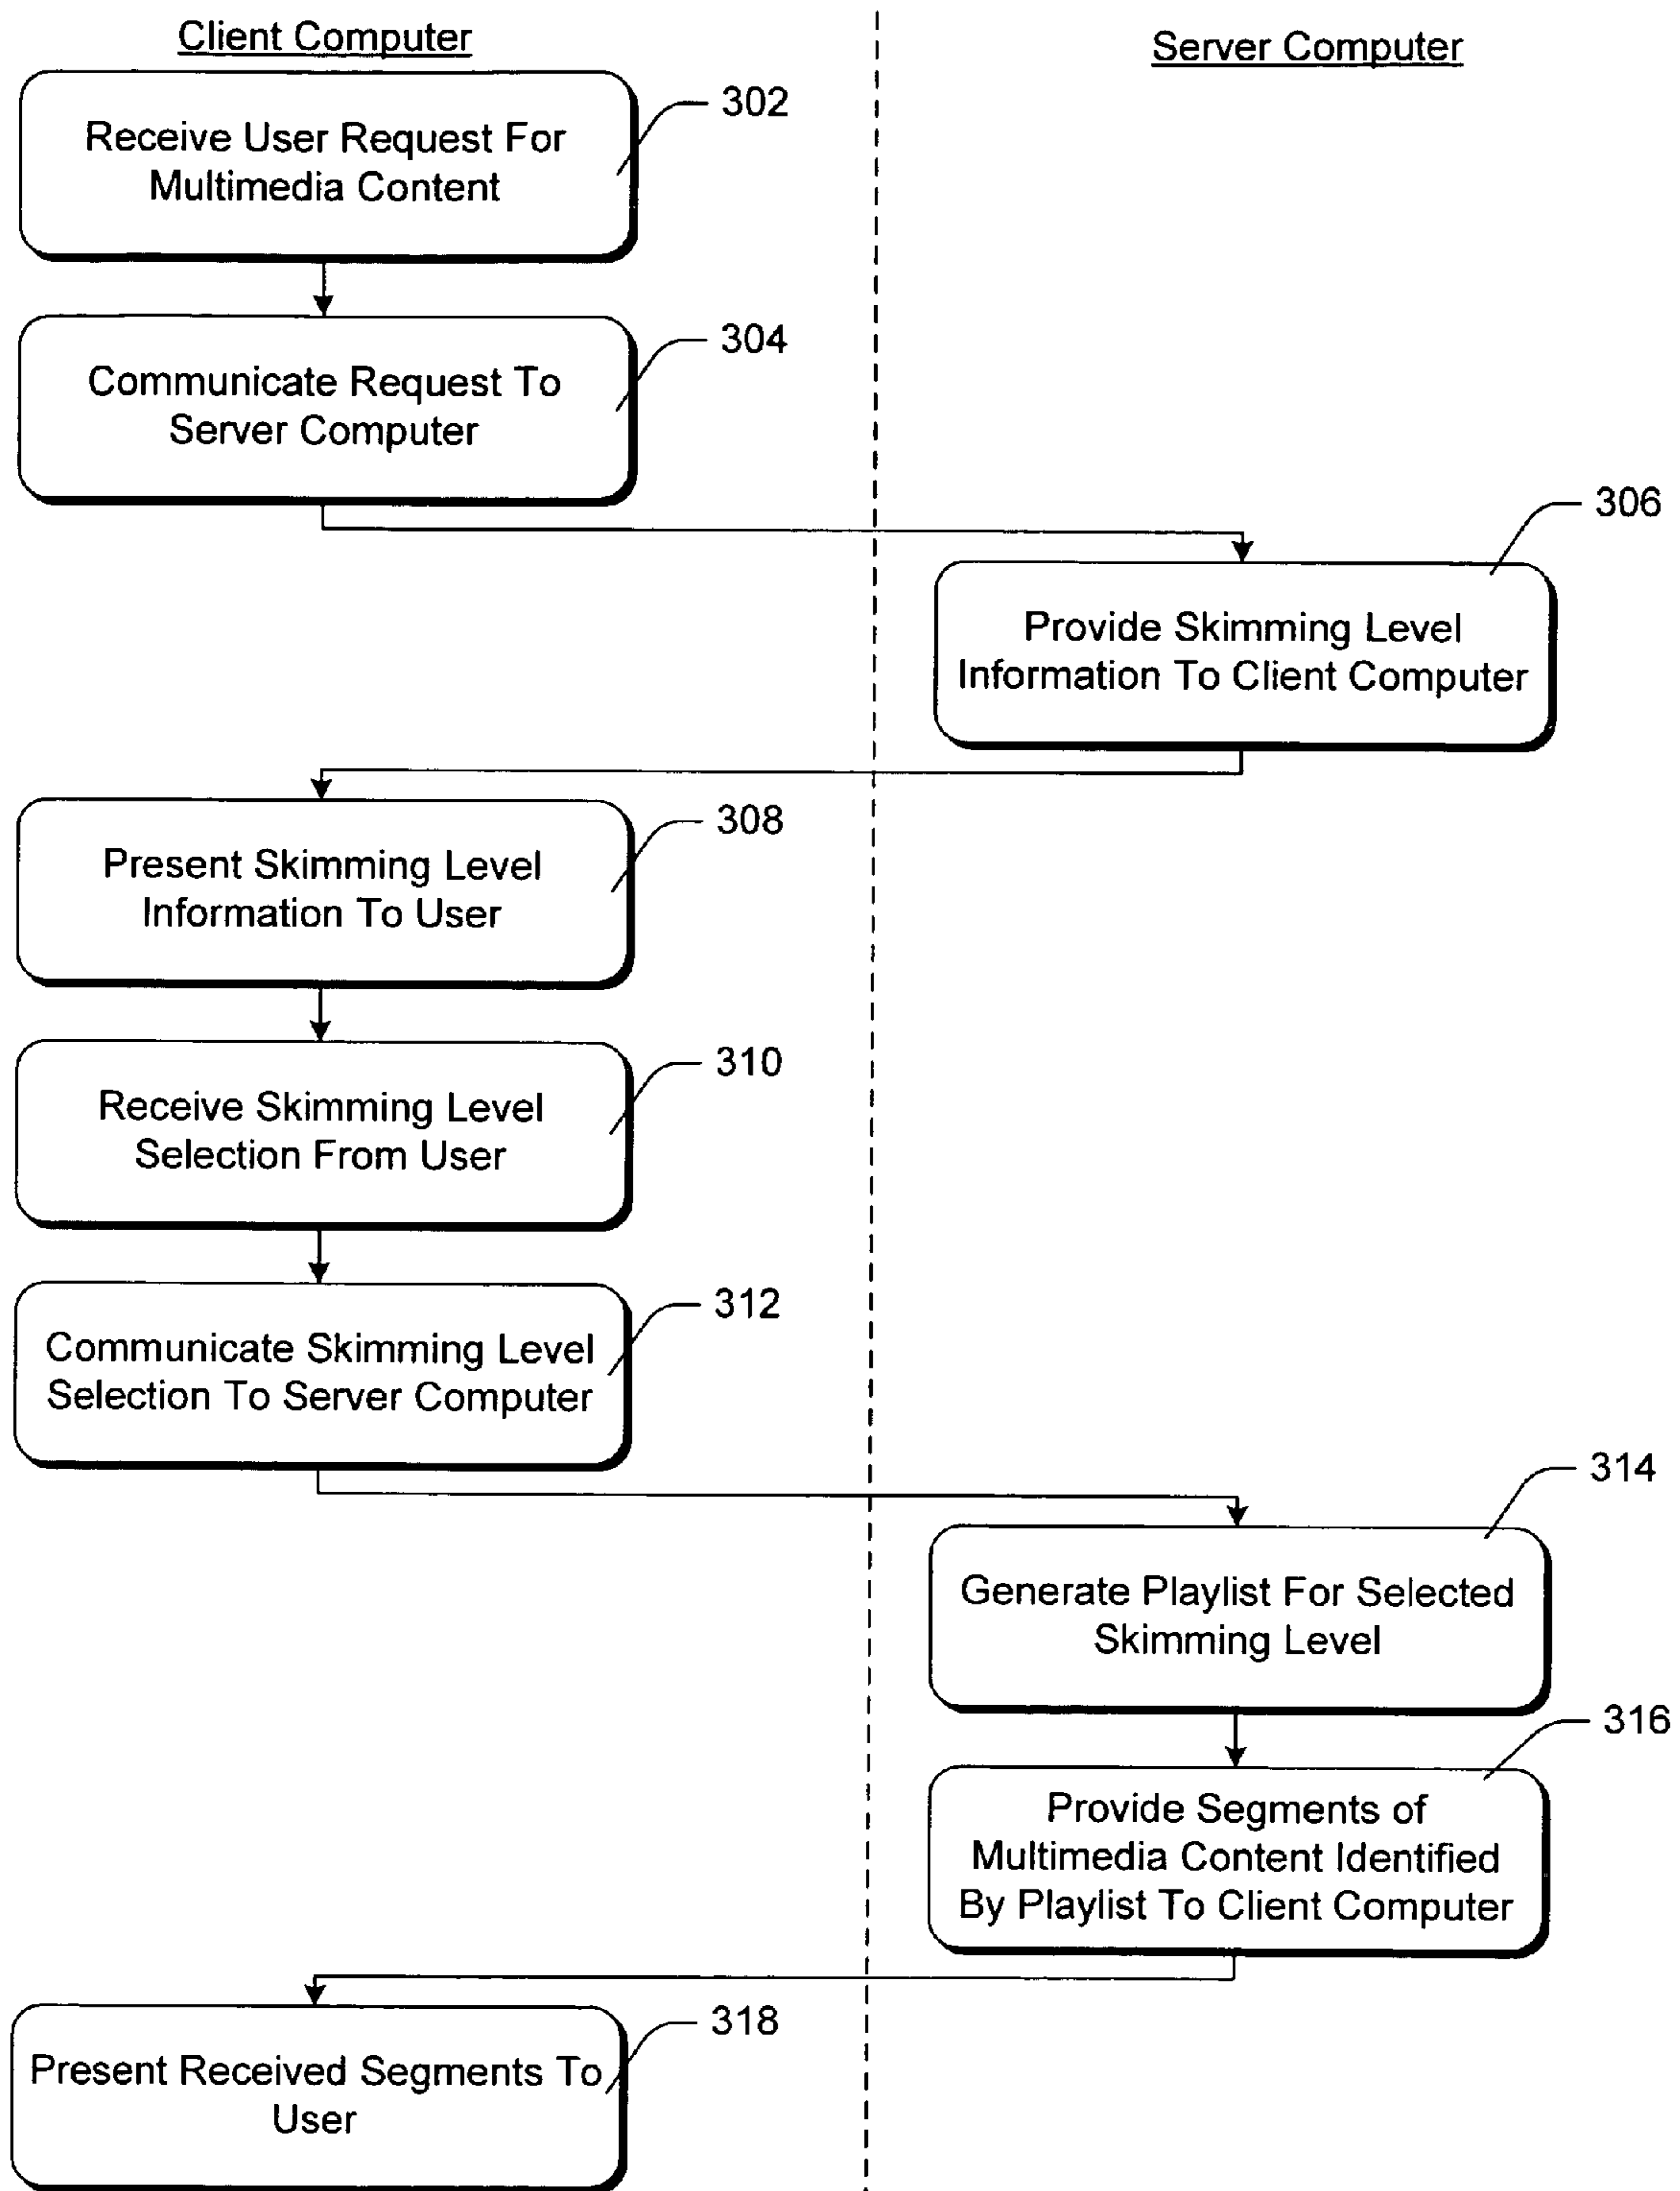 Client Computer
Server Computer
302
Receive User Request For
Multimedia Content
304
Communicate Request To
Server Computer
306
Provide Skimming Level
Information To Client Computer
308
Present Skimming Level
Information To User
310
Receive Skimming Level
Selection From User
312
Communicate Skimming Level
Selection To Server Computer
314
Generate Playlist For Selected
Skimming Level
316
Provide Segments of
Multimedia Content Identified
By Playlist To Client Computer
318
Present Received Segments To
User